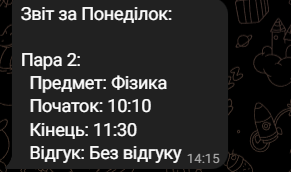 Звіт за Понеділок:
Пара 2:
Предмет: Фізика
Початок: 10:10
Кінець: 11:30
Відгук: Без відгуку 14:15